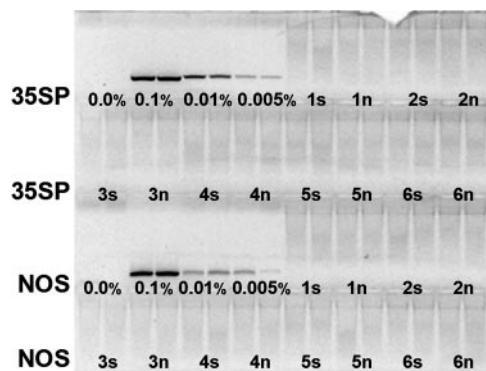 35SP 0.0% 0.1% 0.01% 0.005% 1s 1n 2s 2n
35SP 3s 3n 4s 4n 5s 5n 6s 6n
NOS 0.0% 0.1% 0.01% 0.005% 1s 1n 2s 2n
NOS 3s 3n 4s 4n 5s 5n 6s 6n